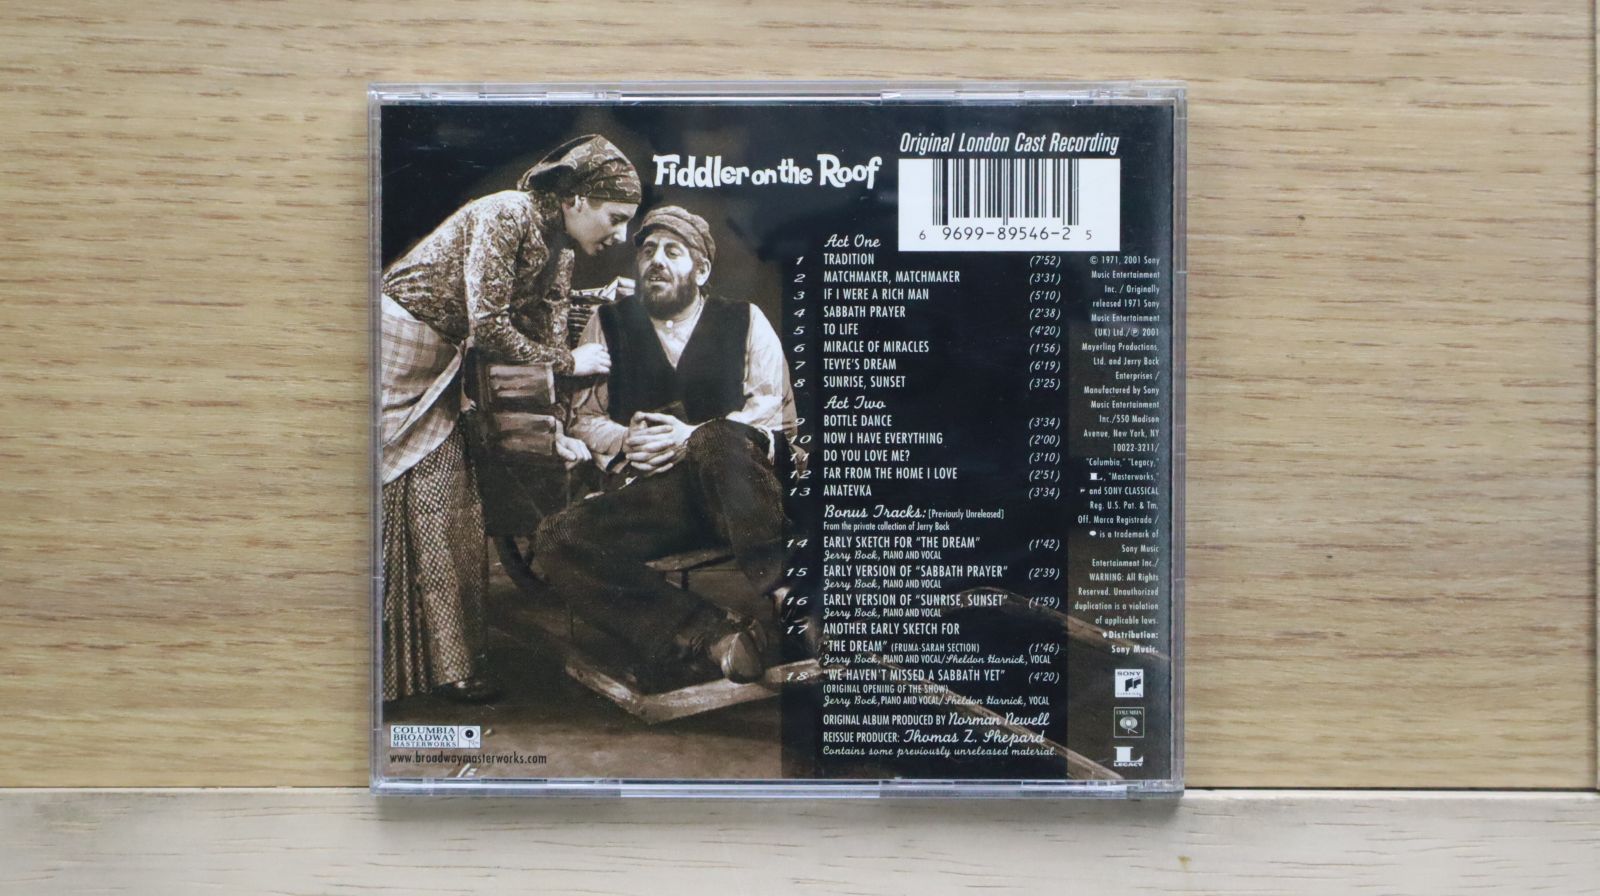 Original London Cast Recording
Fiddler on the Roof
6 9699-89546-2 5
Act One
1 TRADITION (7'52)
2 MATCHMAKER, MATCHMAKER (3'31)
3 IF I WERE A RICH MAN (5'10)
4 SABBATH PRAYER (2'38)
5 TO LIFE (4'20)
6 MIRACLE OF MIRACLES (1'56)
7 TEVYE'S DREAM (6'19)
8 SUNRISE, SUNSET (3'25)
Act Two
9 BOTTLE DANCE (3'34)
10 NOW I HAVE EVERYTHING (2'00)
11 DO YOU LOVE ME? (3'10)
12 FAR FROM THE HOME I LOVE (2'51)
13 ANATEVKA (3'34)
Bonus Tracks: [Previously Unreleased]
From the private collection of Jerry Bock
14 EARLY SKETCH FOR "THE DREAM" (1'42)
Jerry Bock, PIANO AND VOCAL
15 EARLY VERSION OF "SABBATH PRAYER" (2'39)
Jerry Bock, PIANO AND VOCAL
16 EARLY VERSION OF "SUNRISE, SUNSET" (1'59)
Jerry Bock, PIANO AND VOCAL
17 ANOTHER EARLY SKETCH FOR
"THE DREAM" (FRUMA-SARAH SECTION) (1'46)
Jerry Bock, PIANO AND VOCAL/Sheldon Harnick, VOCAL
18 "WE HAVEN'T MISSED A SABBATH YET" (4'20)
(ORIGINAL OPENING OF THE SHOW)
Jerry Bock, PIANO AND VOCAL/Sheldon Harnick, VOCAL
ORIGINAL ALBUM PRODUCED BY Norman Newell
REISSUE PRODUCER: Thomas Z. Shepard
Contains some previously unreleased material.
© 1971, 2001 Sony
Music Entertainment
Inc. / Originally
released 1971 Sony
Music Entertainment
(UK) Ltd./℗ 2001
Mayerling Productions,
Ltd. and Jerry Bock
Enterprises /
Manufactured by Sony
Music Entertainment
Inc./550 Madison
Avenue, New York, NY
10022-3211/
"Columbia," "Legacy,"
L, "Masterworks,"
and SONY CLASSICAL
Reg. U.S. Pat. & Tm.
Off. Marca Registrada /
is a trademark of
Sony Music
Entertainment Inc./
WARNING: All Rights
Reserved. Unauthorized
duplication is a violation
of applicable laws.
Distribution:
Sony Music.
SONY
COLUMBIA
L
LEGACY
COLUMBIA
BROADWAY
MASTERWORKS
www.broadwaymasterworks.com